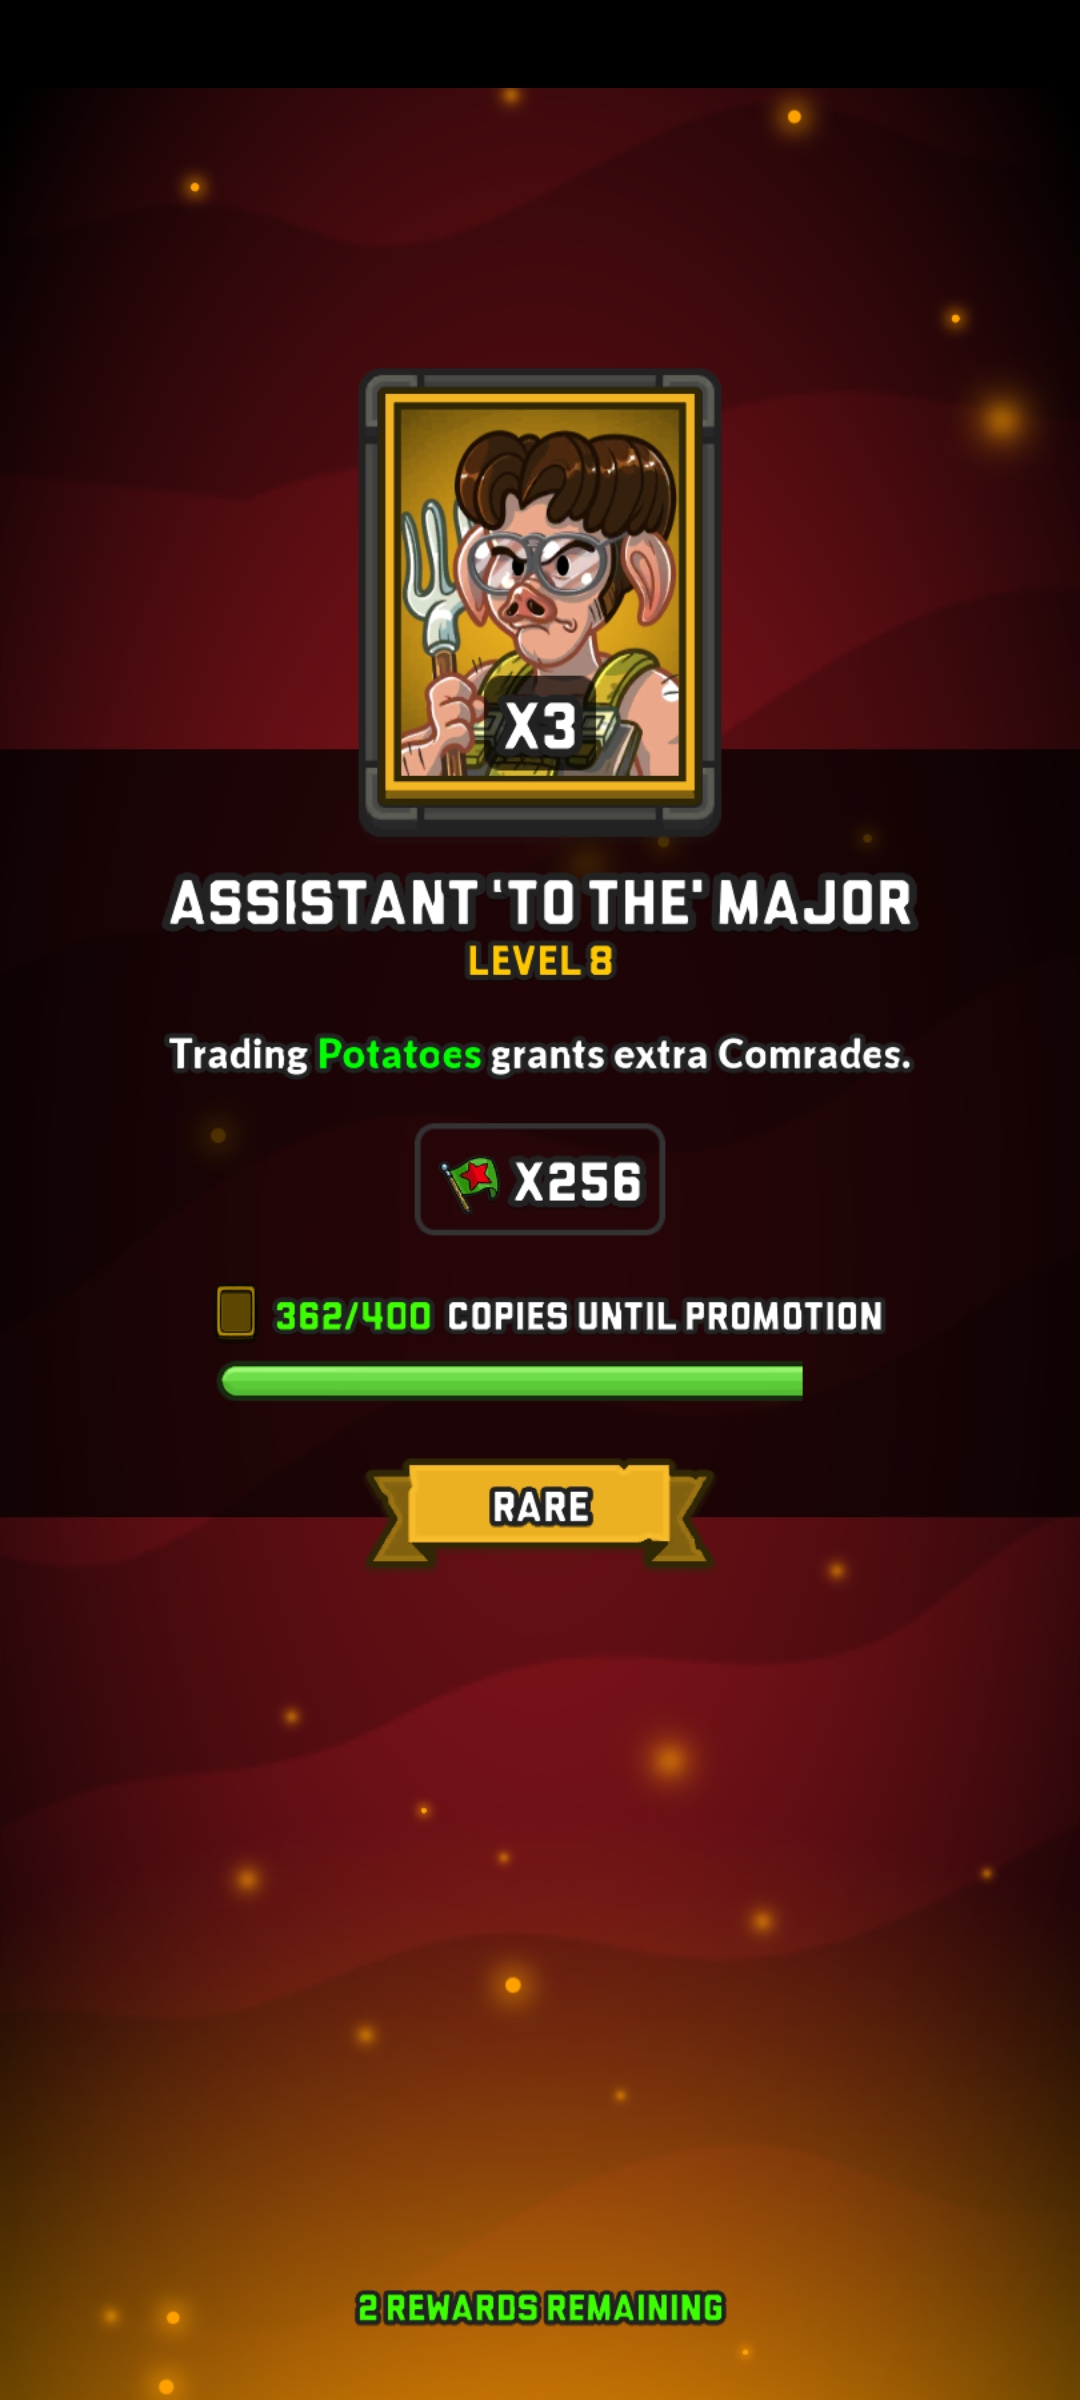 X3
ASSISTANT 'TO THE' MAJOR
LEVEL 8
Trading Potatoes grants extra Comrades.
X256
362/400 COPIES UNTIL PROMOTION
RARE
2 REWARDS REMAINING